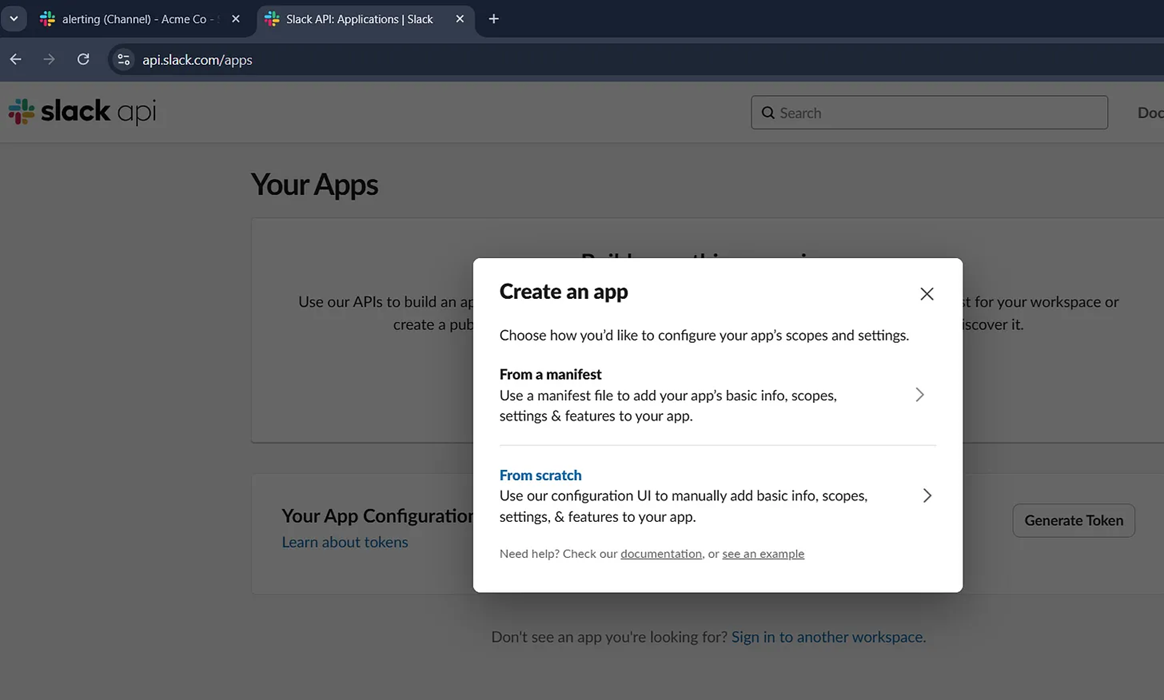 alerting (Channel) - Acme Co -
Slack API: Applications | Slack
api.slack.com/apps
slack api
Search
Doc
Your Apps
Use our APIs to build an ap
st for your workspace or
create a pub
iscover it.
Create an app
Choose how you’d like to configure your app’s scopes and settings.
From a manifest
Use a manifest file to add your app’s basic info, scopes,
settings & features to your app.
From scratch
Use our configuration UI to manually add basic info, scopes,
settings, & features to your app.
Need help? Check our documentation, or see an example
Your App Configuration
Learn about tokens
Generate Token
Don't see an app you're looking for? Sign in to another workspace.